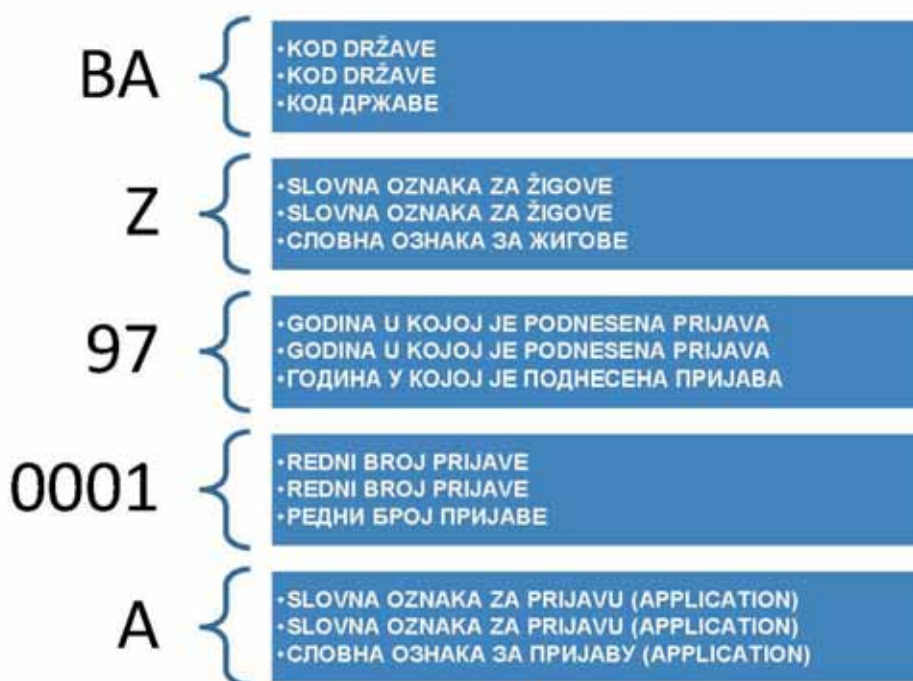 BA
•KOD DRŽAVE
•KOD DRŽAVE
•КОД ДРЖАВЕ
Z
•SLOVNA OZNAKA ZA ŽIGOVE
•SLOVNA OZNAKA ZA ŽIGOVE
•СЛОВНА ОЗНАКА ЗА ЖИГОВЕ
97
•GODINA U KOJOJ JE PODNESENA PRIJAVA
•GODINA U KOJOJ JE PODNESENA PRIJAVA
•ГОДИНА У КОЈОЈ ЈЕ ПОДНЕСЕНА ПРИЈАВА
0001
•REDNI BROJ PRIJAVE
•REDNI BROJ PRIJAVE
•РЕДНИ БРОЈ ПРИЈАВЕ
A
•SLOVNA OZNAKA ZA PRIJAVU (APPLICATION)
•SLOVNA OZNAKA ZA PRIJAVU (APPLICATION)
•СЛОВНА ОЗНАКА ЗА ПРИЈАВУ (APPLICATION)